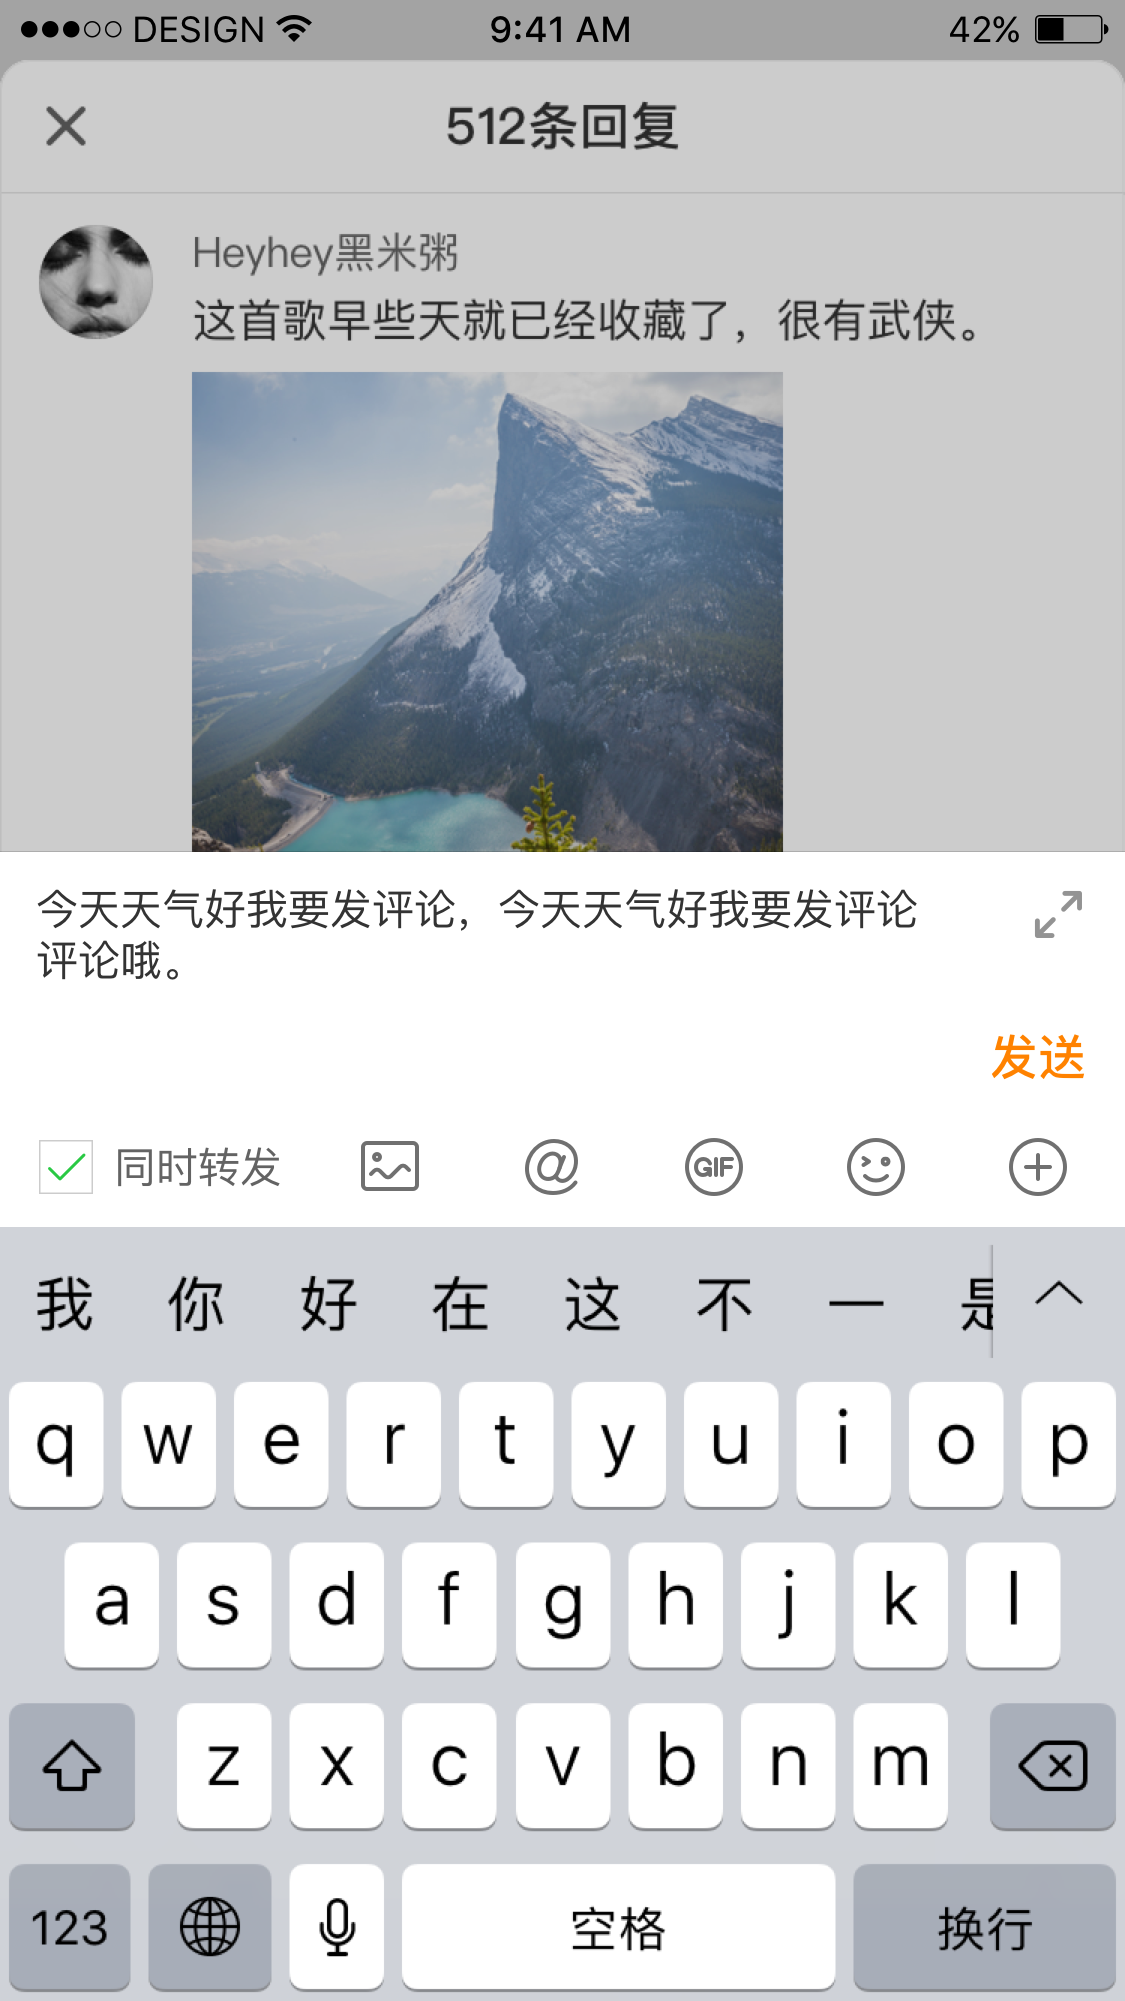 DESIGN 9:41 AM 42%
512条回复
Heyhey黑米粥
这首歌早些天就已经收藏了，很有武侠。
今天天气好我要发评论，今天天气好我要发评论
评论哦。
发送
同时转发 @ GIF
我 你 好 在 这 不 一 是
q w e r t y u i o p
a s d f g h j k l
z x c v b n m
123 空格 换行